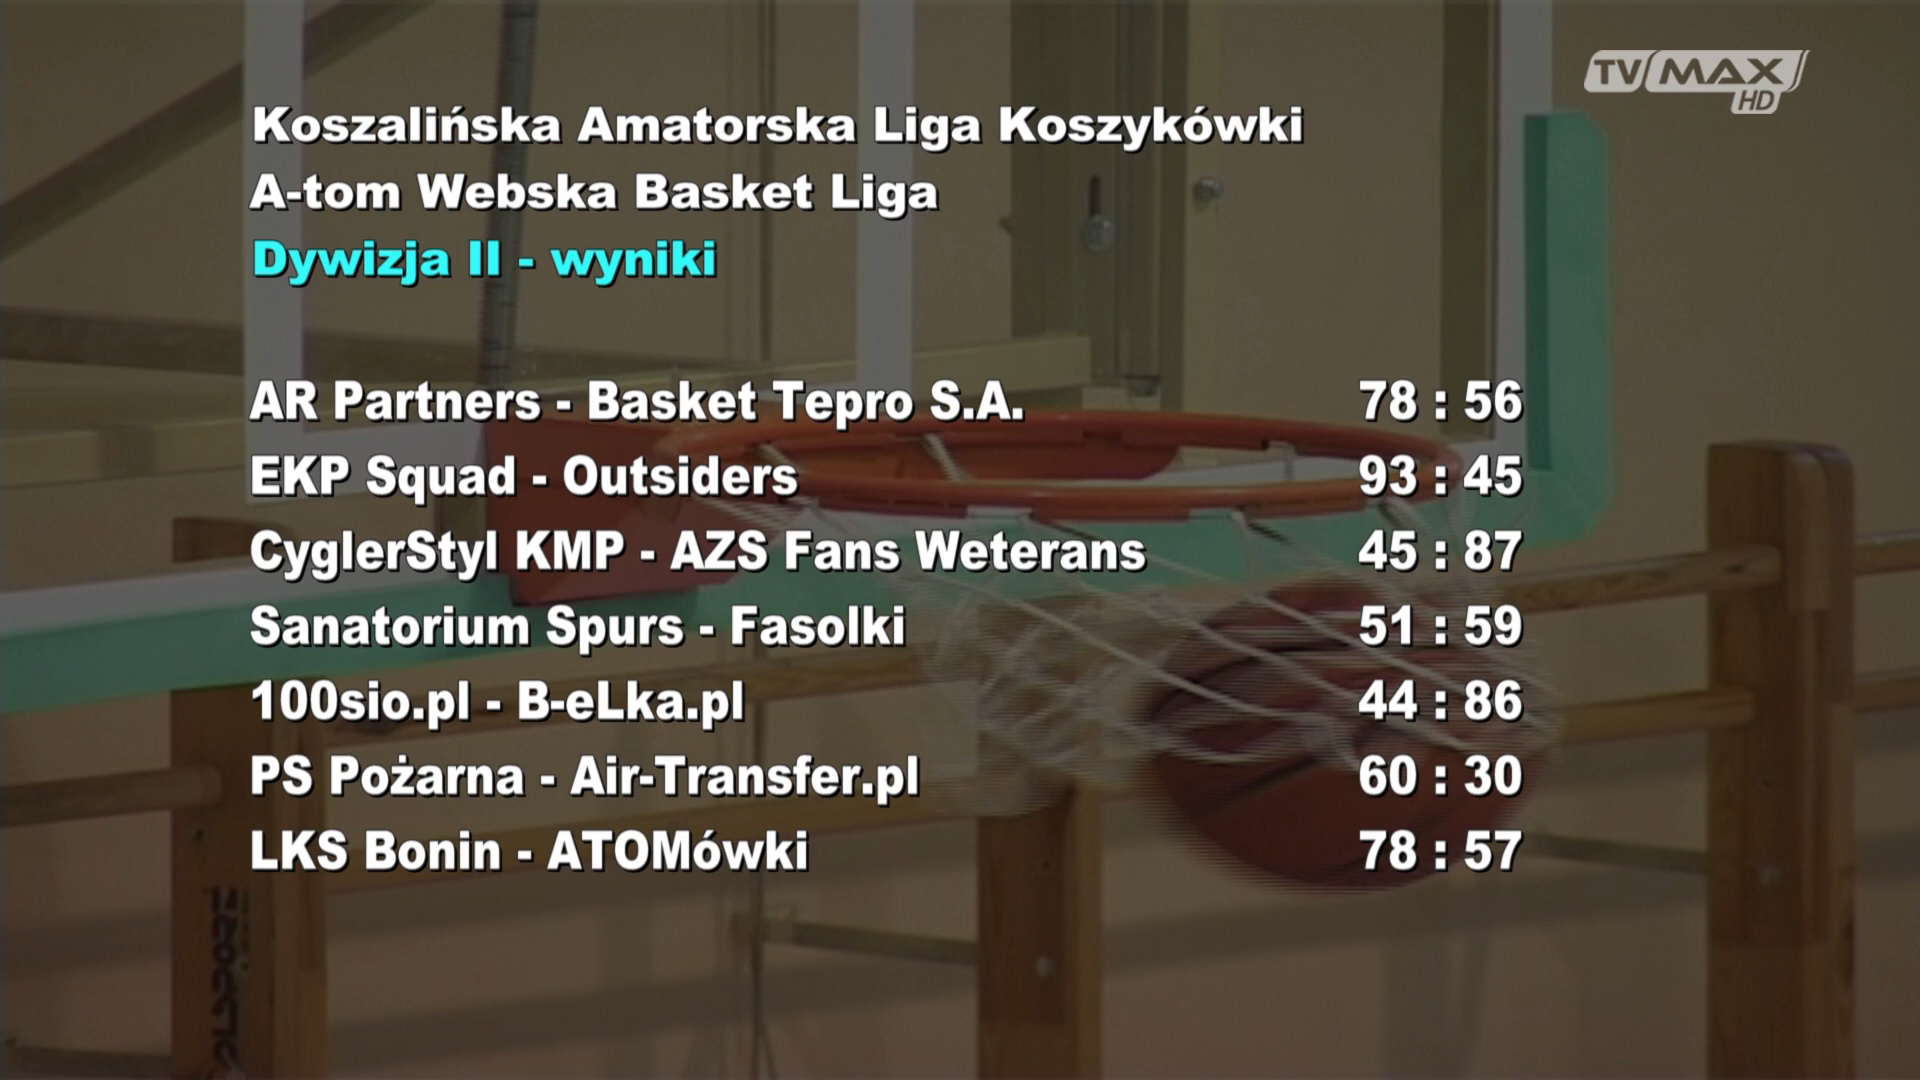 TV MAX
HD
Koszalińska Amatorska Liga Koszykówki
A-tom Webska Basket Liga
Dywizja II - wyniki
AR Partners - Basket Tepro S.A. 78 : 56
EKP Squad - Outsiders 93 : 45
CyglerStyl KMP - AZS Fans Weterans 45 : 87
Sanatorium Spurs - Fasolki 51 : 59
100sio.pl - B-eLka.pl 44 : 86
PS Pożarna - Air-Transfer.pl 60 : 30
LKS Bonin - ATOMówki 78 : 57